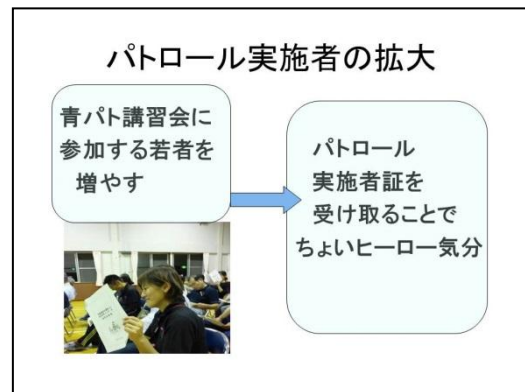 パトロール実施者の拡大
青パト講習会に
参加する若者を
増やす
パトロール
実施者証を
受け取ることで
ちょいヒーロー気分